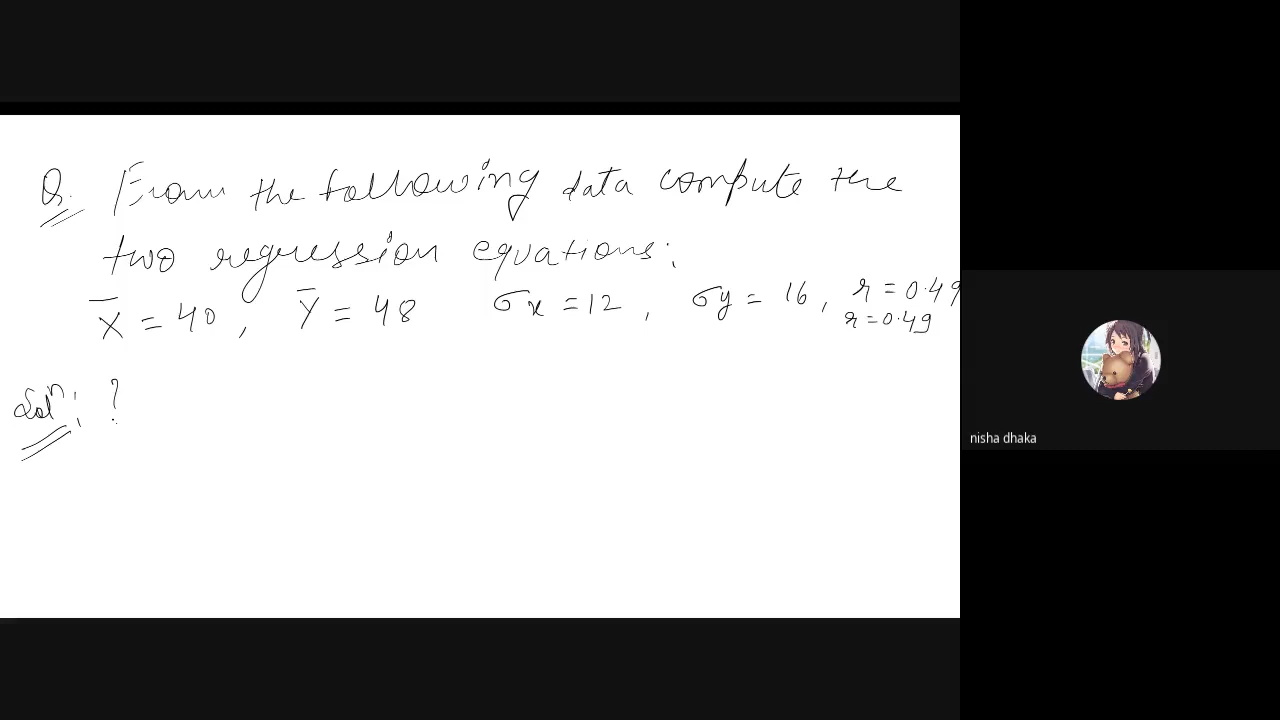 Q. From the following data compute the
two regression equations:
X̄ = 40, Ȳ = 48 σx = 12, σy = 16, r = 0.49
r = 0.49
Solⁿ: ?
nisha dhaka